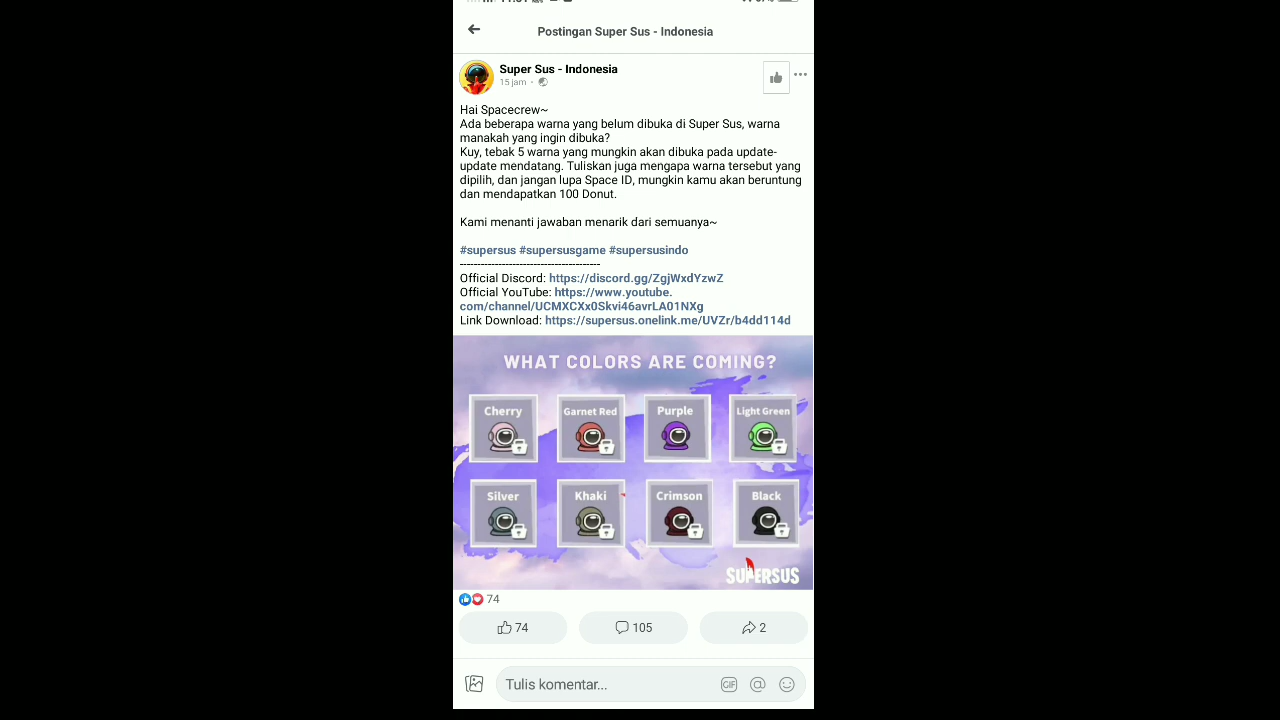 Postingan Super Sus - Indonesia
Super Sus - Indonesia
15 jam ·
Hai Spacecrew~
Ada beberapa warna yang belum dibuka di Super Sus, warna
manakah yang ingin dibuka?
Kuy, tebak 5 warna yang mungkin akan dibuka pada update-
update mendatang. Tuliskan juga mengapa warna tersebut yang
dipilih, dan jangan lupa Space ID, mungkin kamu akan beruntung
dan mendapatkan 100 Donut.
Kami menanti jawaban menarik dari semuanya~
#supersus #supersusgame #supersusindo
----------------------------------------
Official Discord: https://discord.gg/ZgjWxdYzwZ
Official YouTube: https://www.youtube.
com/channel/UCMXCXx0Skvi46avrLA01NXg
Link Download: https://supersus.onelink.me/UVZr/b4dd114d
WHAT COLORS ARE COMING?
Cherry Garnet Red Purple Light Green
Silver Khaki Crimson Black
SUPERSUS
74
74 105 2
Tulis komentar... GIF @